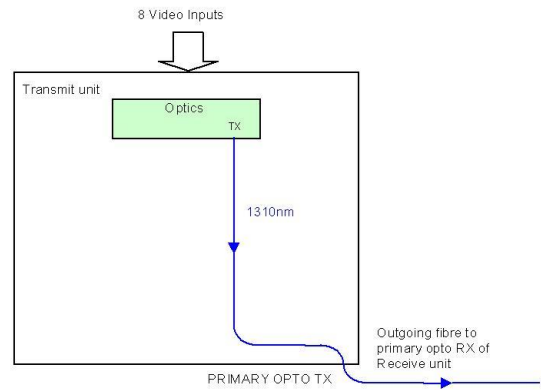 8 Video Inputs
Transmit unit
Optics
TX
1310nm
Outgoing fibre to
primary opto RX of
Receive unit
PRIMARY OPTO TX